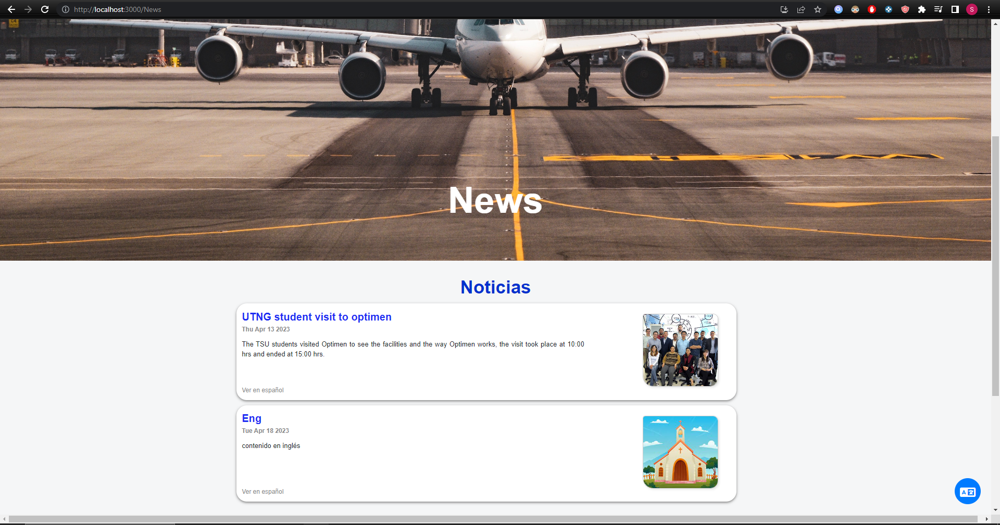 http://localhost:3000/News
S
News
Noticias
UTNG student visit to optimen
Thu Apr 13 2023
The TSU students visited Optimen to see the facilities and the way Optimen works, the visit took place at 10:00
hrs and ended at 15:00 hrs.
Ver en español
Eng
Tue Apr 18 2023
contenido en inglés
Ver en español